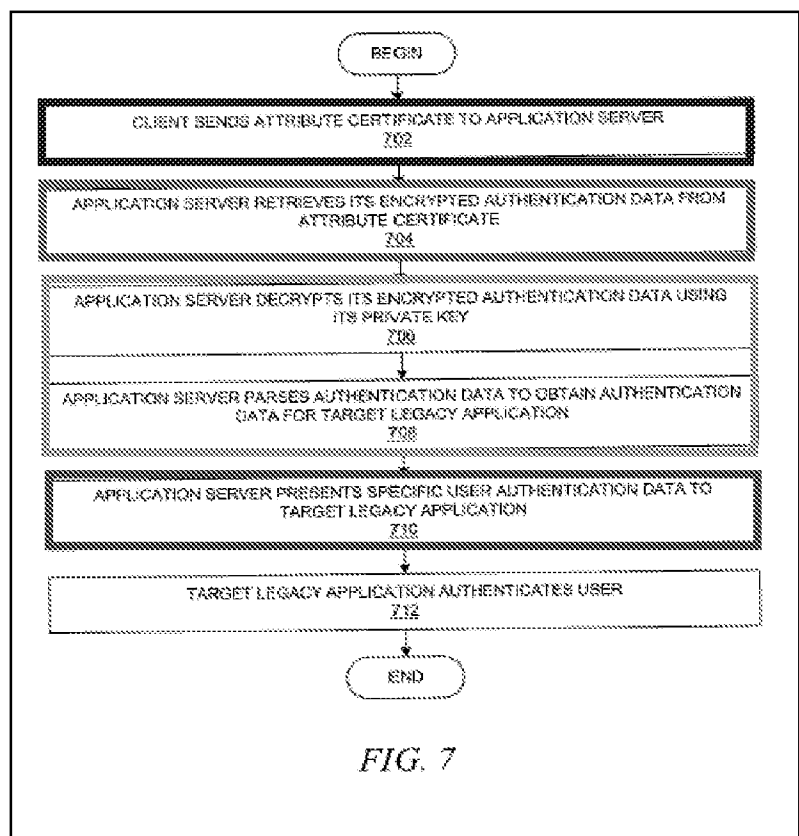 BEGIN
CLIENT SENDS ATTRIBUTE CERTIFICATE TO APPLICATION SERVER
702
APPLICATION SERVER RETRIEVES ITS ENCRYPTED AUTHENTICATION DATA FROM
ATTRIBUTE CERTIFICATE
704
APPLICATION SERVER DECRYPTS ITS ENCRYPTED AUTHENTICATION DATA USING
ITS PRIVATE KEY
706
APPLICATION SERVER PARSES AUTHENTICATION DATA TO OBTAIN AUTHENTICATION
DATA FOR TARGET LEGACY APPLICATION
708
APPLICATION SERVER PRESENTS SPECIFIC USER AUTHENTICATION DATA TO
TARGET LEGACY APPLICATION
710
TARGET LEGACY APPLICATION AUTHENTICATES USER
712
END
FIG. 7